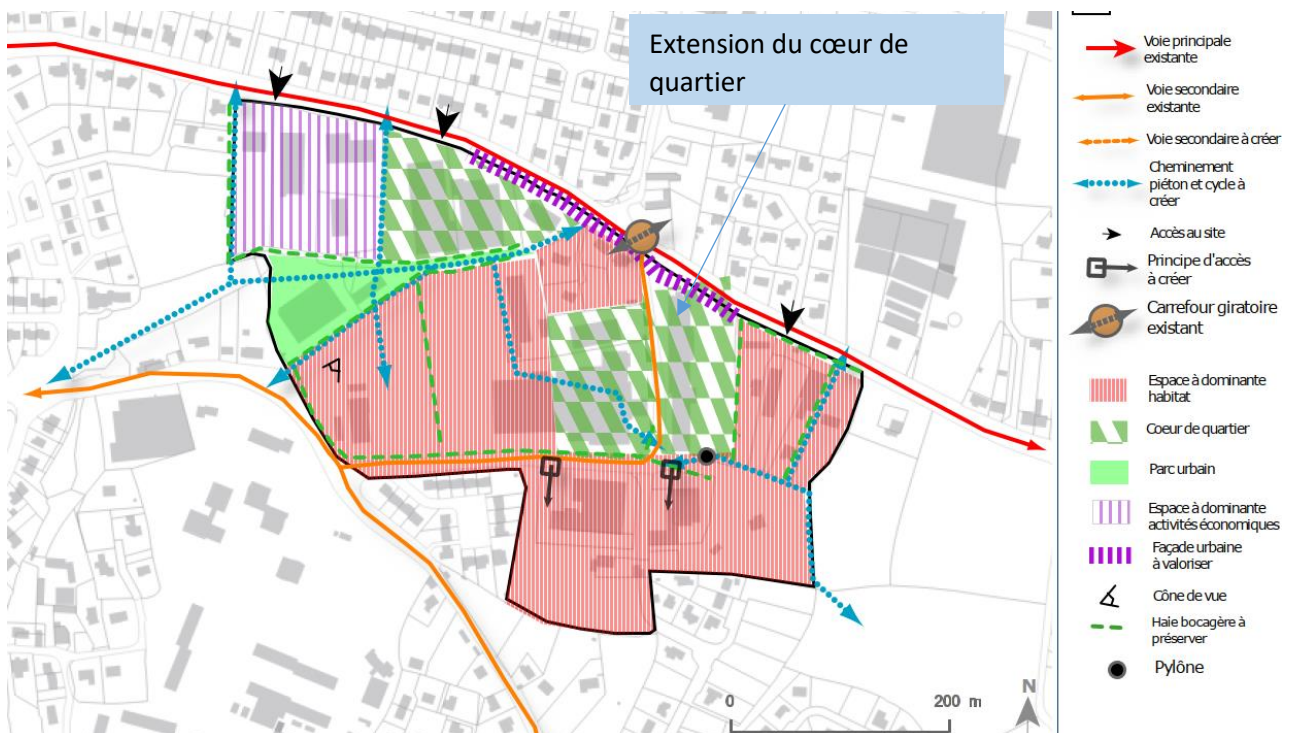 Extension du cœur de
quartier
Voie principale
existante
Voie secondaire
existante
Voie secondaire à créer
Cheminement
piéton et cycle à
créer
Accès au site
Principe d'accès
à créer
Carrefour giratoire
existant
Espace à dominante
habitat
Coeur de quartier
Parc urbain
Espace à dominante
activités économiques
Façade urbaine
à valoriser
Cône de vue
Haie bocagère à
préserver
Pylône
0 200 m
N